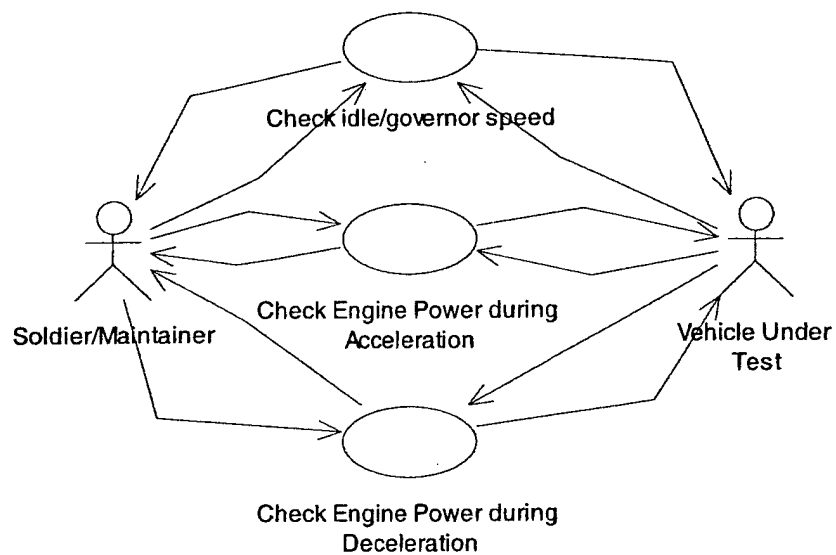 Check idle/governor speed
Soldier/Maintainer
Check Engine Power during
Acceleration
Vehicle Under
Test
Check Engine Power during
Deceleration